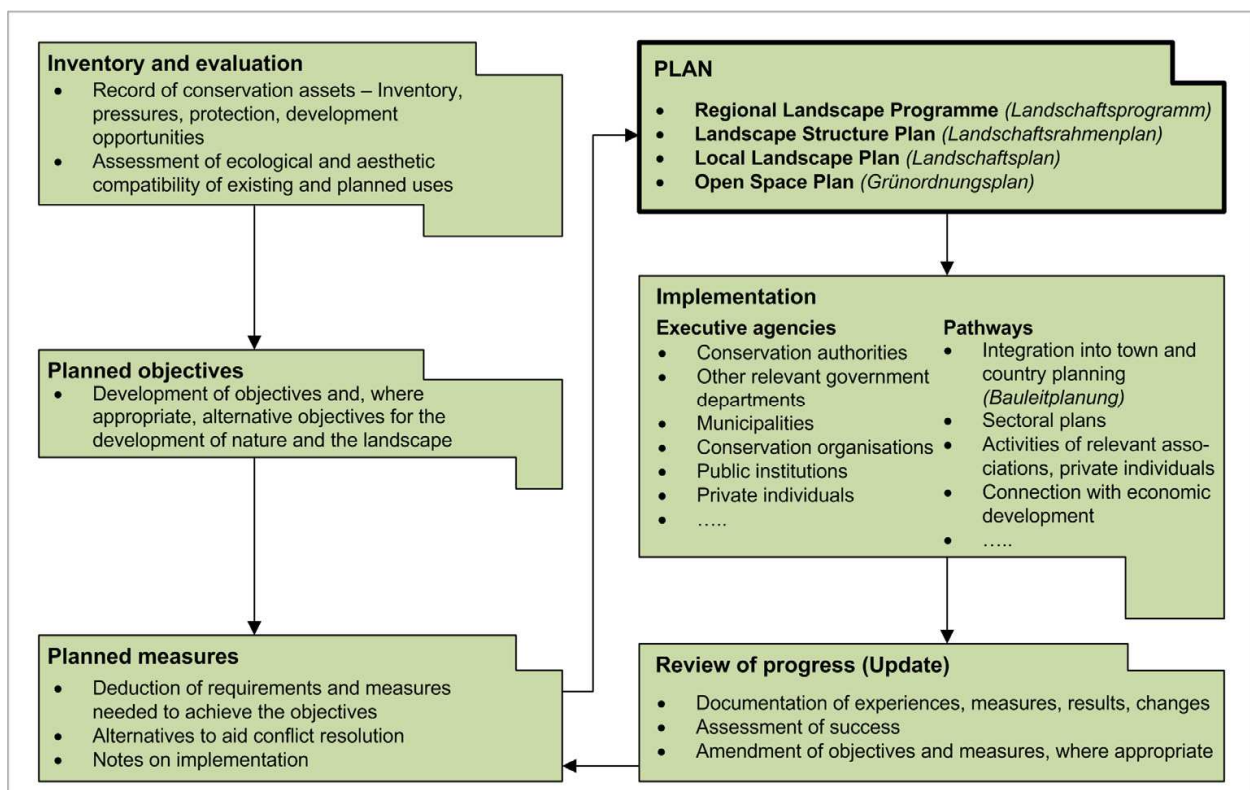 Inventory and evaluation
• Record of conservation assets – Inventory,
pressures, protection, development
opportunities
• Assessment of ecological and aesthetic
compatibility of existing and planned uses
Planned objectives
• Development of objectives and, where
appropriate, alternative objectives for the
development of nature and the landscape
Planned measures
• Deduction of requirements and measures
needed to achieve the objectives
• Alternatives to aid conflict resolution
• Notes on implementation
PLAN
• Regional Landscape Programme (Landschaftsprogramm)
• Landscape Structure Plan (Landschaftsrahmenplan)
• Local Landscape Plan (Landschaftsplan)
• Open Space Plan (Grünordnungsplan)
Implementation
Executive agencies
• Conservation authorities
• Other relevant government
departments
• Municipalities
• Conservation organisations
• Public institutions
• Private individuals
• …..
Pathways
• Integration into town and
country planning
(Bauleitplanung)
• Sectoral plans
• Activities of relevant asso-
ciations, private individuals
• Connection with economic
development
• …..
Review of progress (Update)
• Documentation of experiences, measures, results, changes
• Assessment of success
• Amendment of objectives and measures, where appropriate